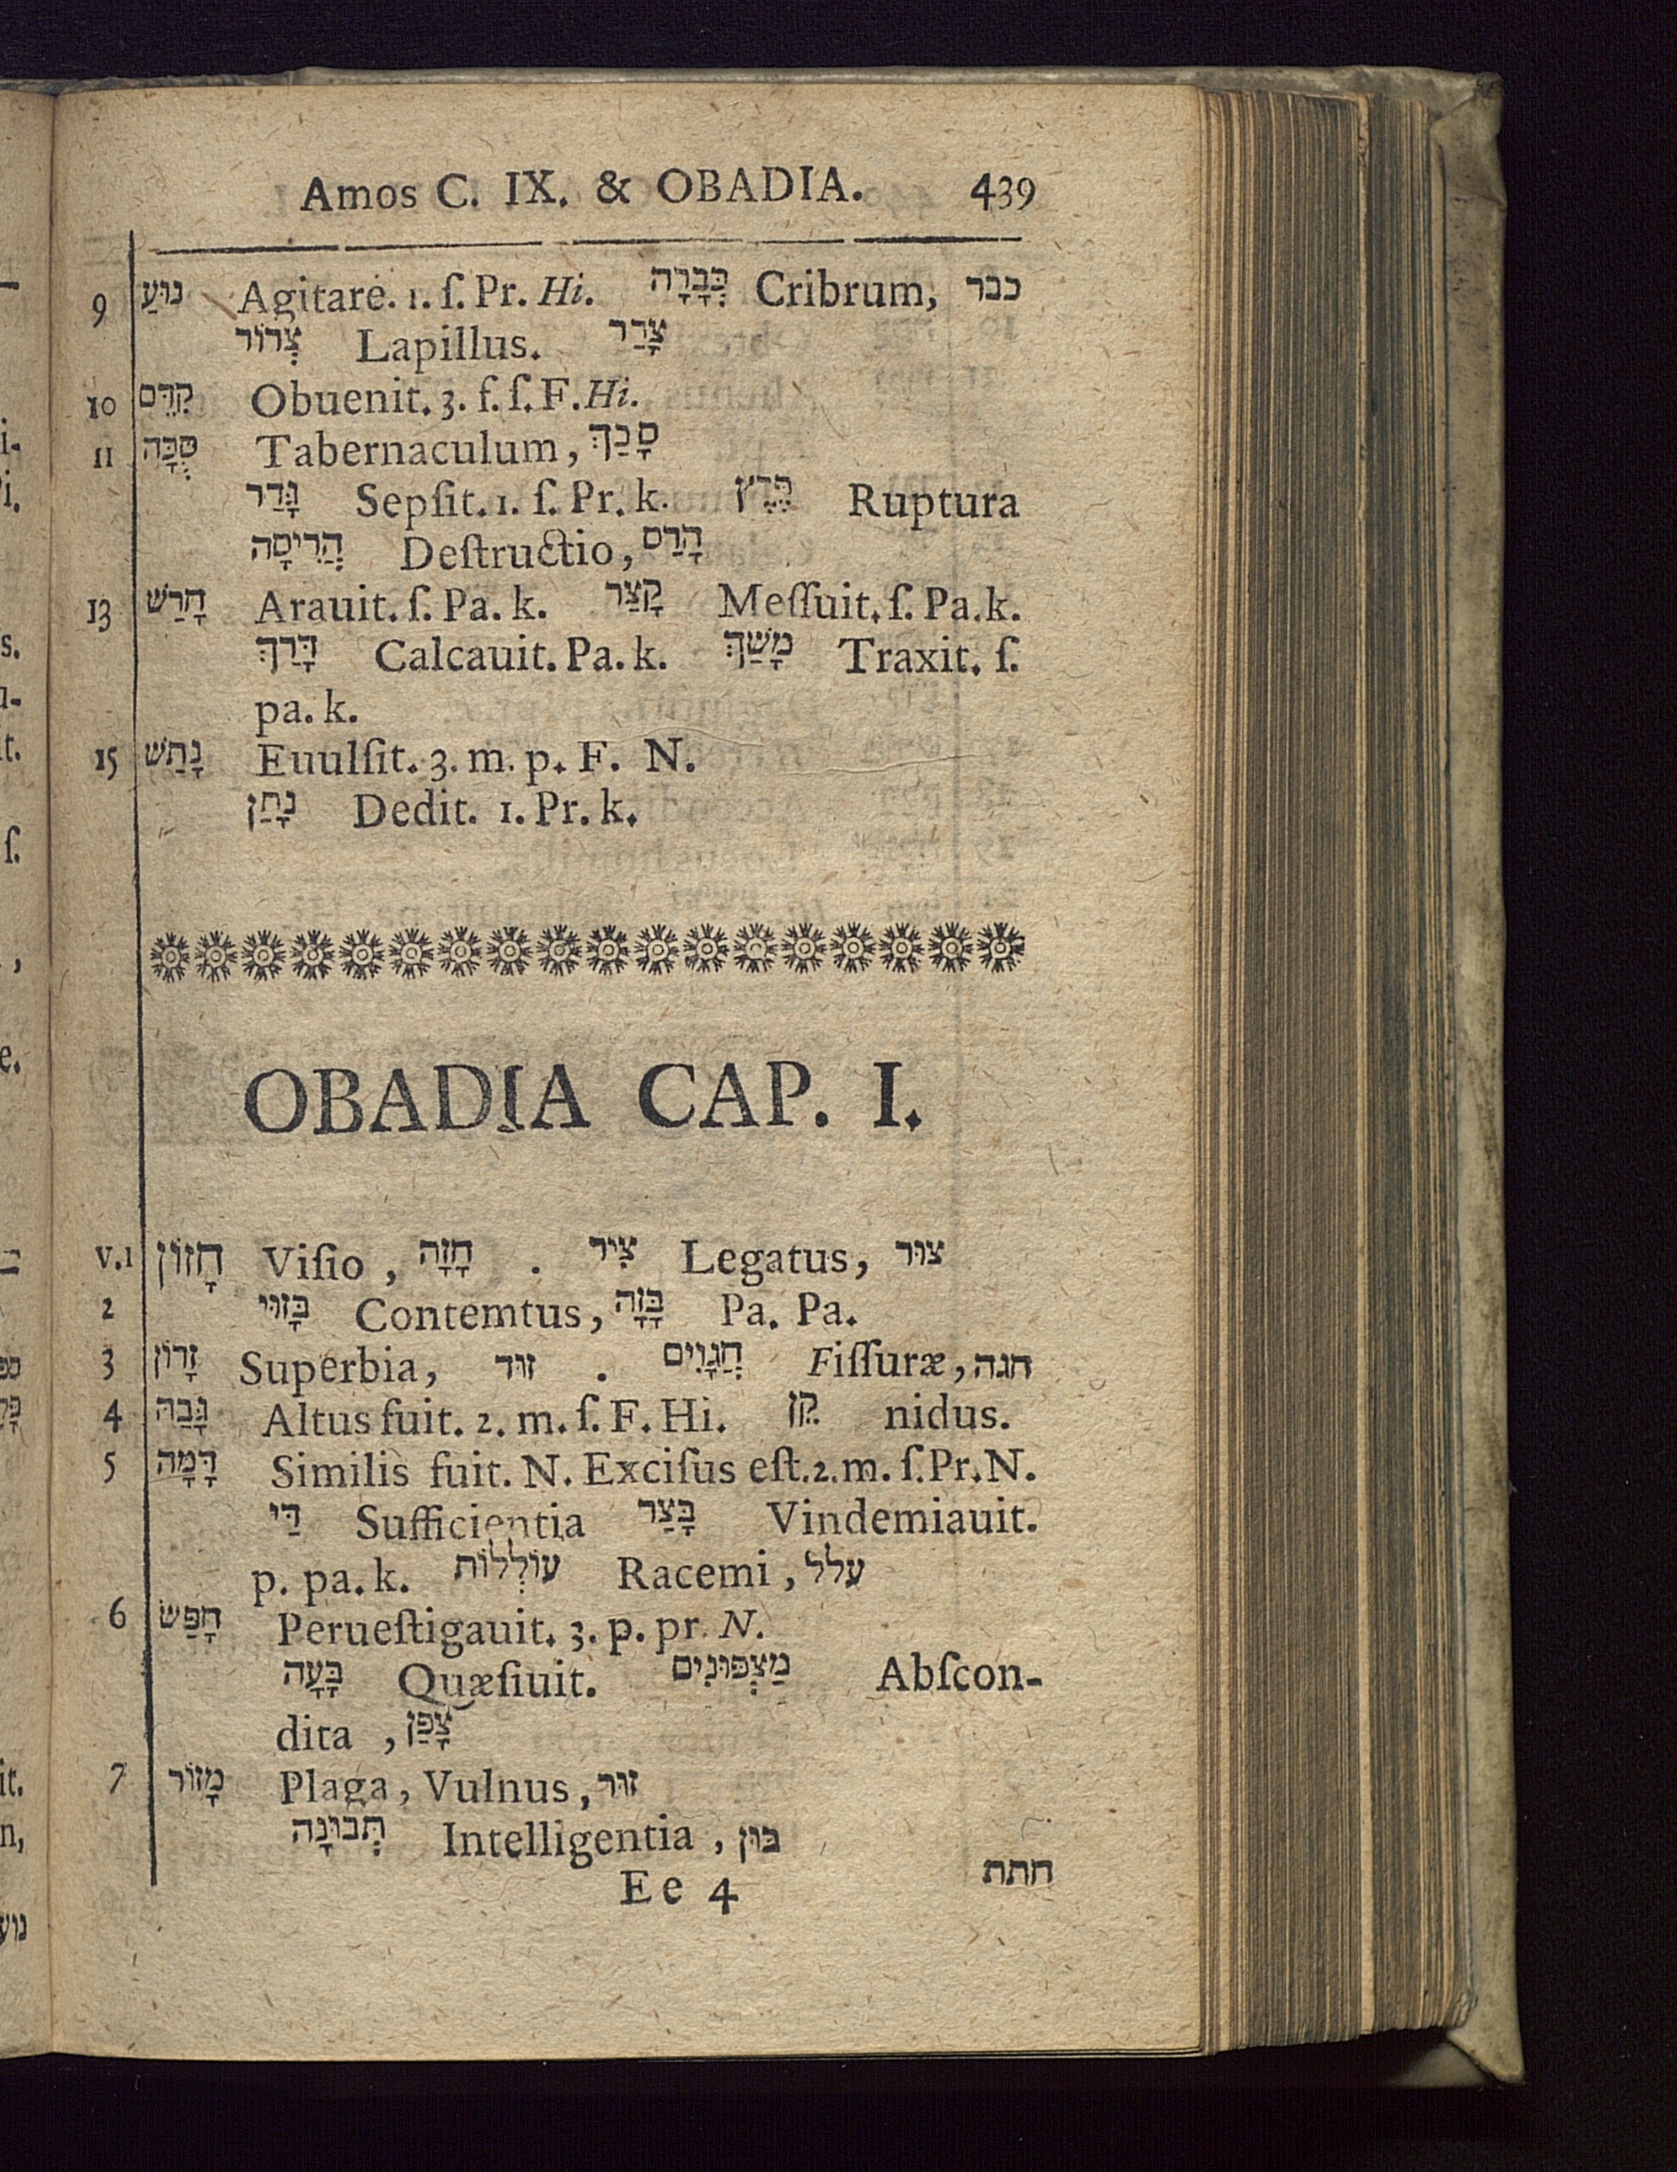 Amos C. IX. & OBADIA. 439
9 נוּעַ Agitare. 1. ſ. Pr. Hi. כְּבָרָה Cribrum, כבר
צְרוֹר Lapillus. צָרַר
10 קִדֵּם Obuenit. 3. f. ſ. F. Hi.
11 סֻכָּה Tabernaculum, סָכַךְ
גָּדַר Sepſit. 1. ſ. Pr. k. פֶּרֶץ Ruptura
הֲרִיסָה Deſtructio, הָרַס
13 חָרַשׁ Arauit. ſ. Pa. k. קָצַר Meſſuit. ſ. Pa. k.
דָּרַךְ Calcauit. Pa. k. מָשַׁךְ Traxit. ſ.
pa. k.
15 נָתַשׁ Euulſit. 3. m. p. F. N.
נָתַן Dedit. 1. Pr. k.
OBADIA CAP. I.
V.1 חָזוֹן Viſio, חָזָה . צִיר Legatus, צוּר
2 בָּזוּי Contemtus, בָּזָה Pa. Pa.
3 זָדוֹן Superbia, זוּד . חֲגָוִים Fiſſuræ, חגה
4 גָּבַהּ Altus fuit. 2. m. ſ. F. Hi. קֵן nidus.
5 דָּמָה Similis fuit. N. Exciſus eſt. 2. m. ſ. Pr. N.
דַּי Sufficientia בָּצַר Vindemiauit.
p. pa. k. עוֹלְלוֹת Racemi, עלל
6 חָפַשׂ Perueſtigauit. 3. p. pr. N.
בָּעָה Quæſiuit. מַצְפּוּנִים Abſcon-
dita, צָפַן
7 מָזוֹר Plaga, Vulnus, זוּר
תְּבוּנָה Intelligentia, בּוּן
Ee 4 חתת